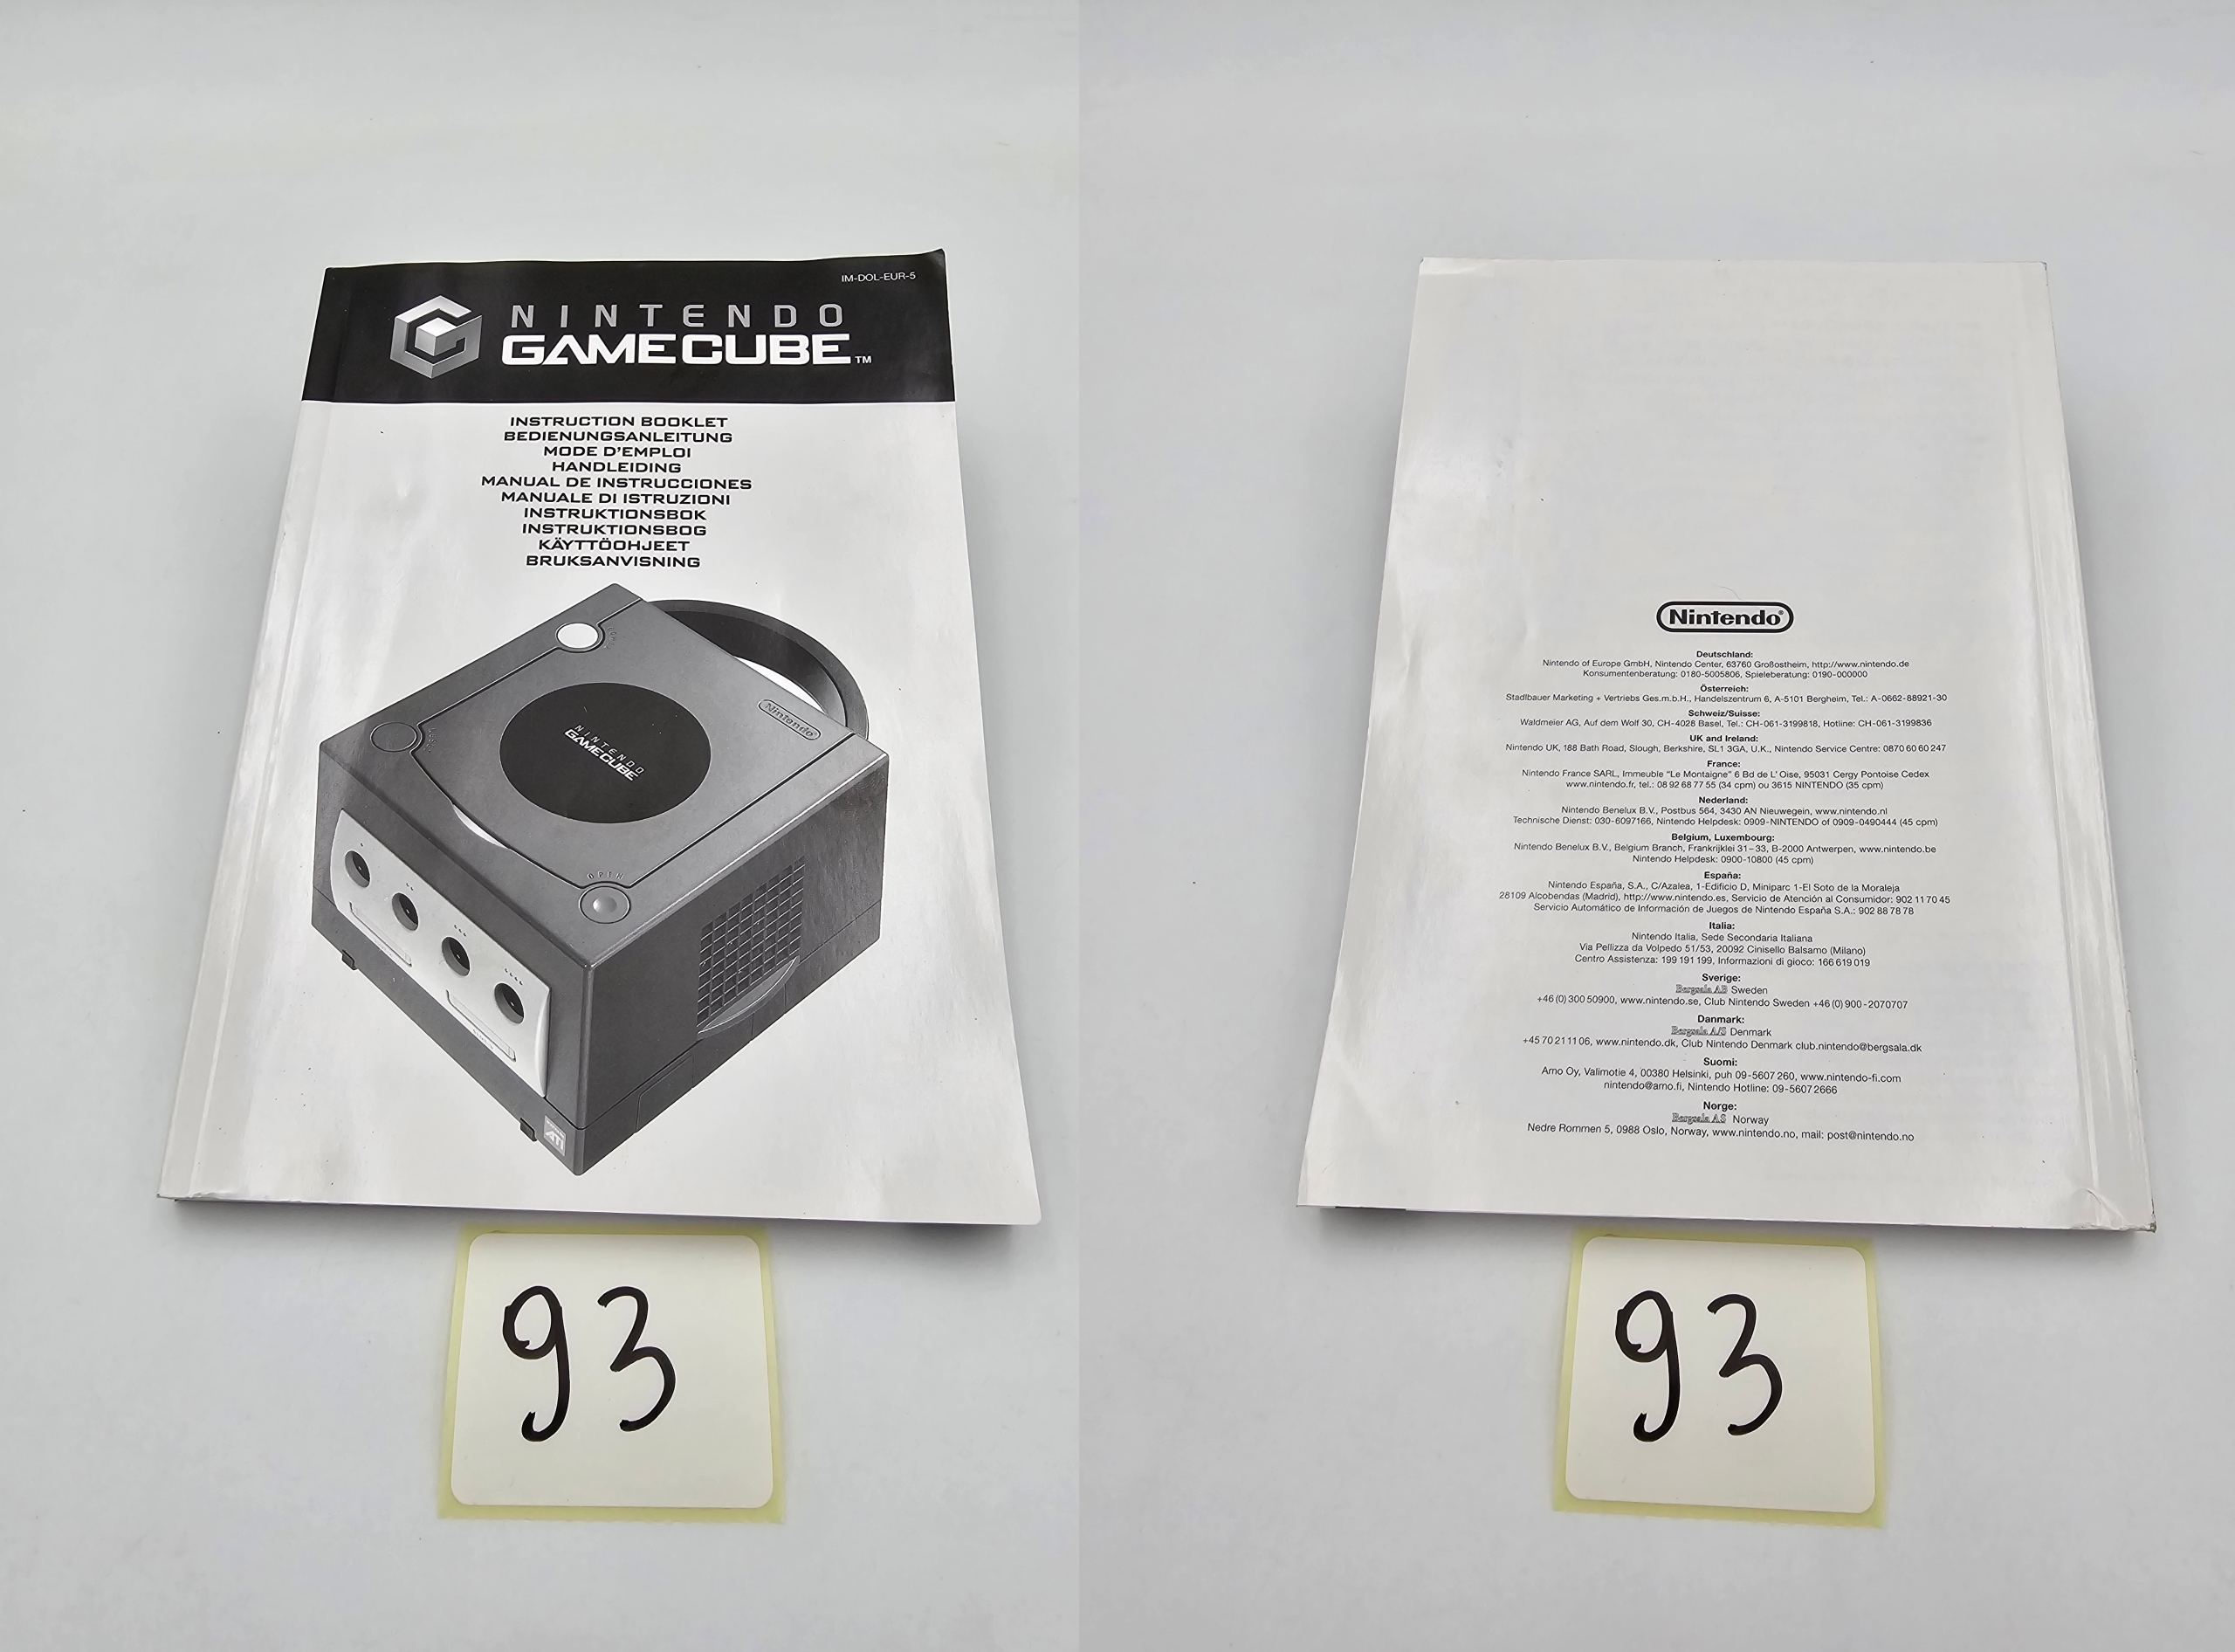 IM-DOL-EUR-5
NINTENDO
GAMECUBE™
INSTRUCTION BOOKLET
BEDIENUNGSANLEITUNG
MODE D'EMPLOI
HANDLEIDING
MANUAL DE INSTRUCCIONES
MANUALE DI ISTRUZIONI
INSTRUKTIONSBOK
INSTRUKTIONSBOG
KÄYTTÖOHJEET
BRUKSANVISNING
Nintendo
NINTENDO
GAMECUBE
OPEN
ATI
93
Nintendo®
Deutschland:
Nintendo of Europe GmbH, Nintendo Center, 63760 Großostheim, http://www.nintendo.de
Konsumentenberatung: 0180-5005806, Spieleberatung: 0190-000000
Österreich:
Stadlbauer Marketing + Vertriebs Ges.m.b.H., Handelszentrum 6, A-5101 Bergheim, Tel.: A-0662-88921-30
Schweiz/Suisse:
Waldmeier AG, Auf dem Wolf 30, CH-4028 Basel, Tel.: CH-061-3199818, Hotline: CH-061-3199836
UK and Ireland:
Nintendo UK, 188 Bath Road, Slough, Berkshire, SL1 3GA, U.K., Nintendo Service Centre: 0870 60 60 247
France:
Nintendo France SARL, Immeuble "Le Montaigne" 6 Bd de L' Oise, 95031 Cergy Pontoise Cedex
www.nintendo.fr, tel.: 08 92 68 77 55 (34 cpm) ou 3615 NINTENDO (35 cpm)
Nederland:
Nintendo Benelux B.V., Postbus 564, 3430 AN Nieuwegein, www.nintendo.nl
Technische Dienst: 030-6097166, Nintendo Helpdesk: 0909-NINTENDO of 0909-0490444 (45 cpm)
Belgium, Luxembourg:
Nintendo Benelux B.V., Belgium Branch, Frankrijklei 31–33, B-2000 Antwerpen, www.nintendo.be
Nintendo Helpdesk: 0900-10800 (45 cpm)
España:
Nintendo España, S.A., C/Azalea, 1-Edificio D, Miniparc 1-El Soto de la Moraleja
28109 Alcobendas (Madrid), http://www.nintendo.es, Servicio de Atención al Consumidor: 902 11 70 45
Servicio Automático de Información de Juegos de Nintendo España S.A.: 902 88 78 78
Italia:
Nintendo Italia, Sede Secondaria Italiana
Via Pellizza da Volpedo 51/53, 20092 Cinisello Balsamo (Milano)
Centro Assistenza: 199 191 199, Informazioni di gioco: 166 619 019
Sverige:
Bergsala AB Sweden
+46 (0) 300 50900, www.nintendo.se, Club Nintendo Sweden +46 (0) 900-2070707
Danmark:
Bergsala A/S Denmark
+45 70 21 11 06, www.nintendo.dk, Club Nintendo Denmark club.nintendo@bergsala.dk
Suomi:
Amo Oy, Valimotie 4, 00380 Helsinki, puh 09-5607 260, www.nintendo-fi.com
nintendo@amo.fi, Nintendo Hotline: 09-5607 2666
Norge:
Bergsala AS Norway
Nedre Rommen 5, 0988 Oslo, Norway, www.nintendo.no, mail: post@nintendo.no
93